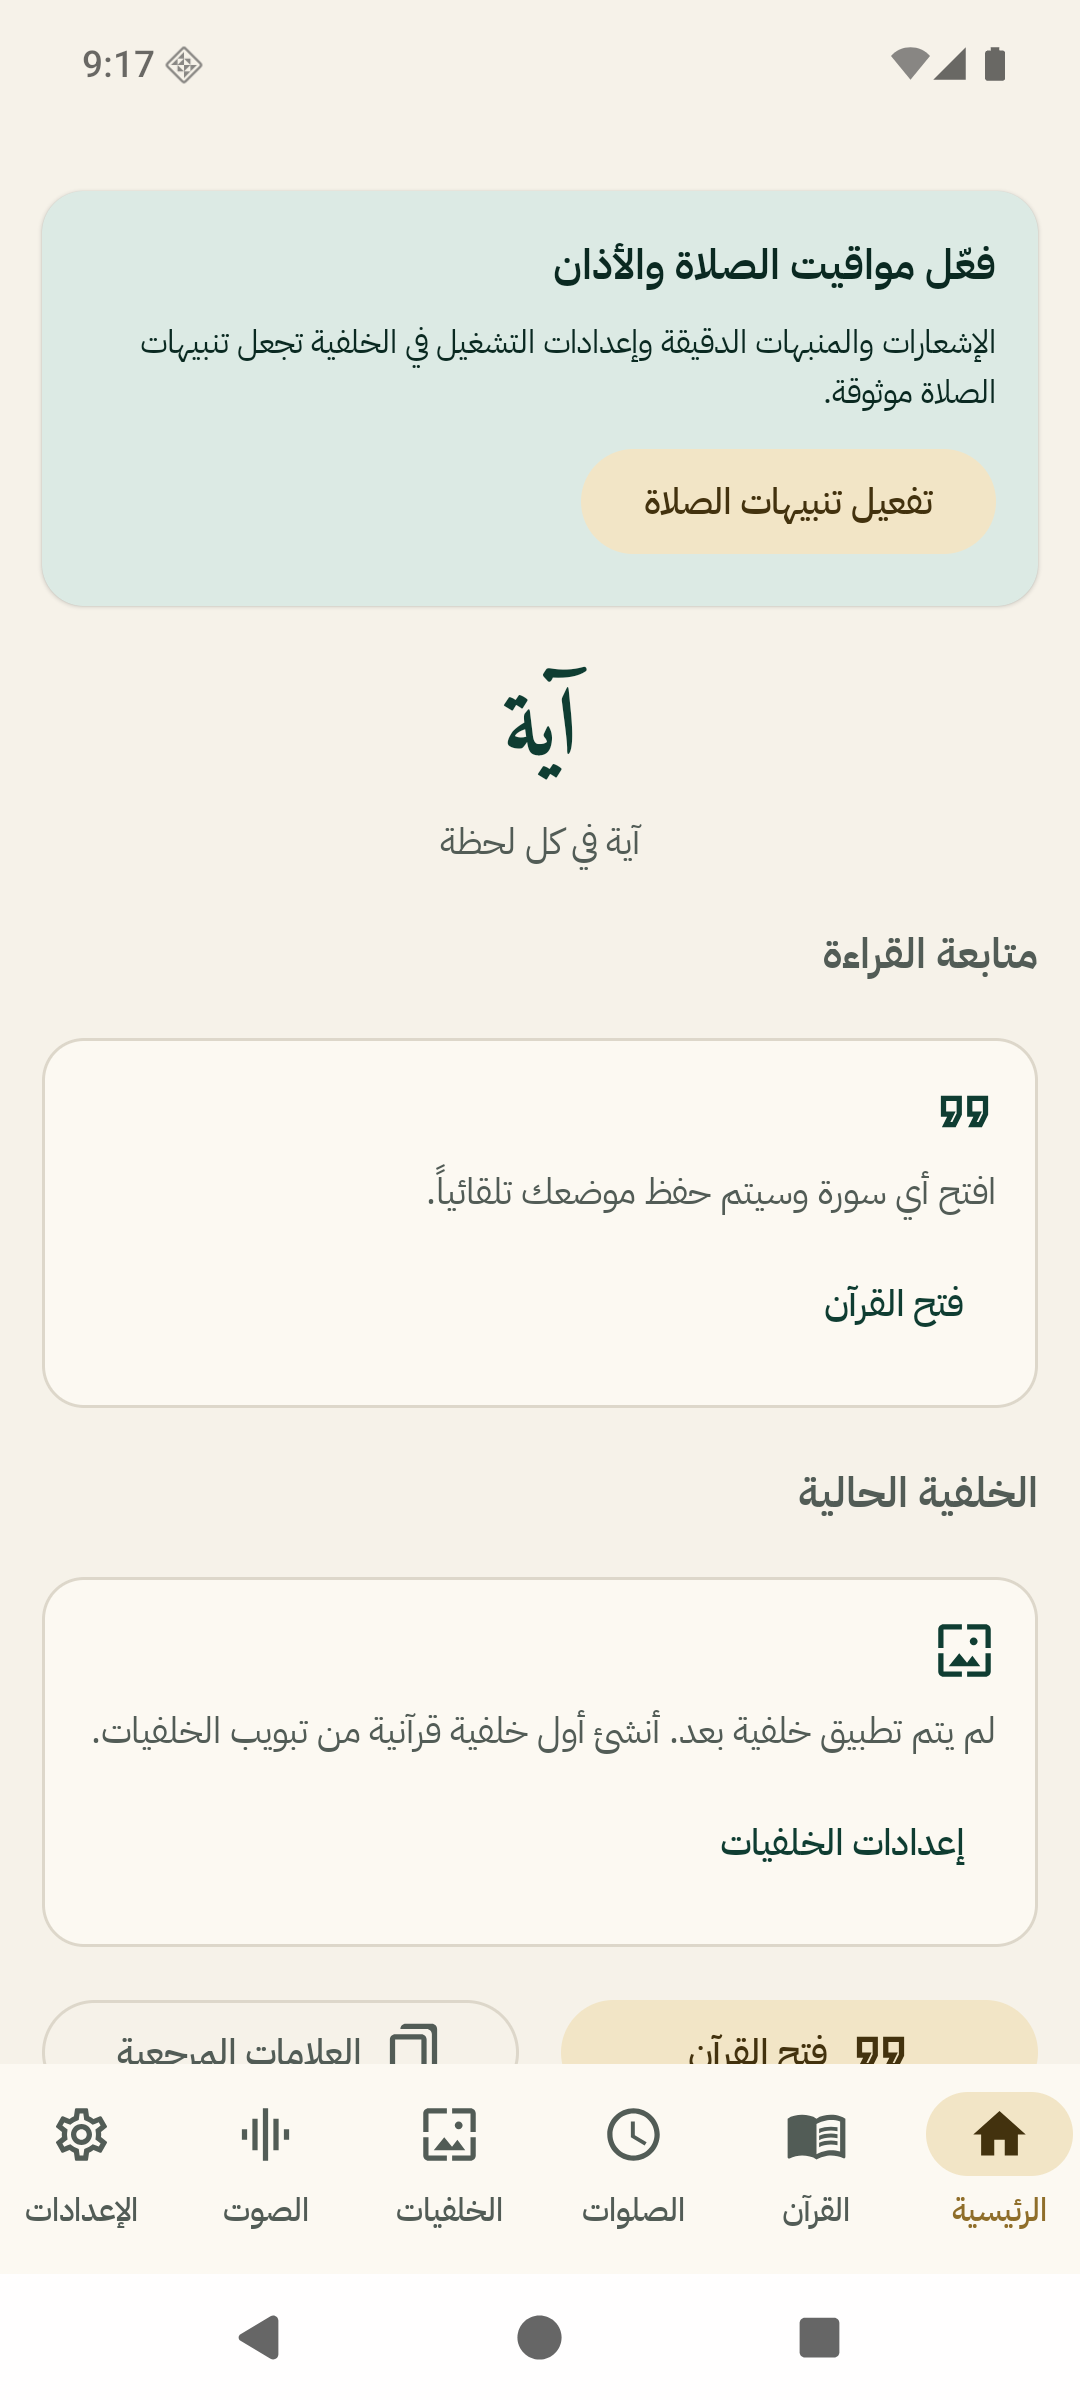 9:17
فعّل مواقيت الصلاة والأذان
الإشعارات والمنبهات الدقيقة وإعدادات التشغيل في الخلفية تجعل تنبيهات
الصلاة موثوقة.
تفعيل تنبيهات الصلاة
آية
آية في كل لحظة
متابعة القراءة
افتح أي سورة وسيتم حفظ موضعك تلقائياً.
فتح القرآن
الخلفية الحالية
لم يتم تطبيق خلفية بعد. أنشئ أول خلفية قرآنية من تبويب الخلفيات.
إعدادات الخلفيات
فتح القرآن
العلامات المرجعية
الرئيسية
القرآن
الصلوات
الخلفيات
الصوت
الإعدادات